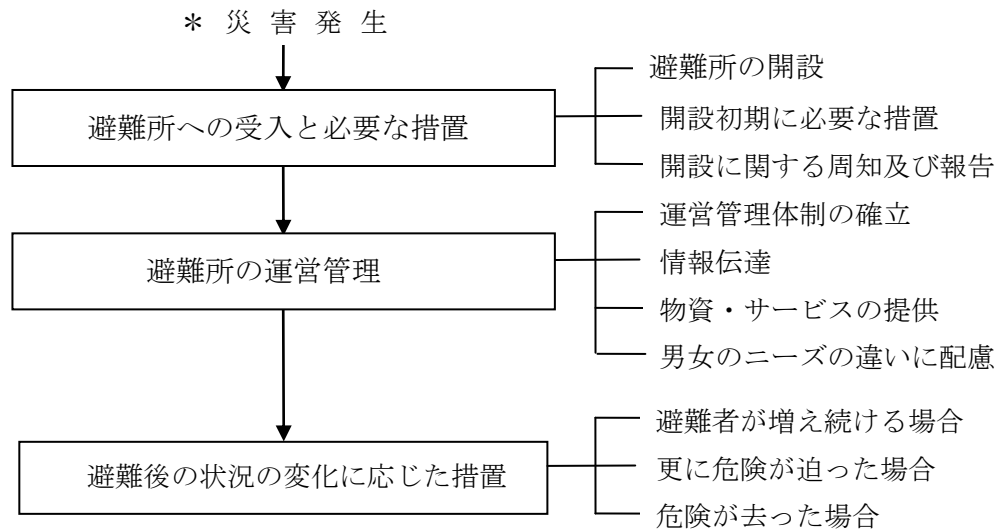 ＊ 災 害 発 生
避難所への受入と必要な措置
避難所の開設
開設初期に必要な措置
開設に関する周知及び報告
避難所の運営管理
運営管理体制の確立
情報伝達
物資・サービスの提供
男女のニーズの違いに配慮
避難後の状況の変化に応じた措置
避難者が増え続ける場合
更に危険が迫った場合
危険が去った場合